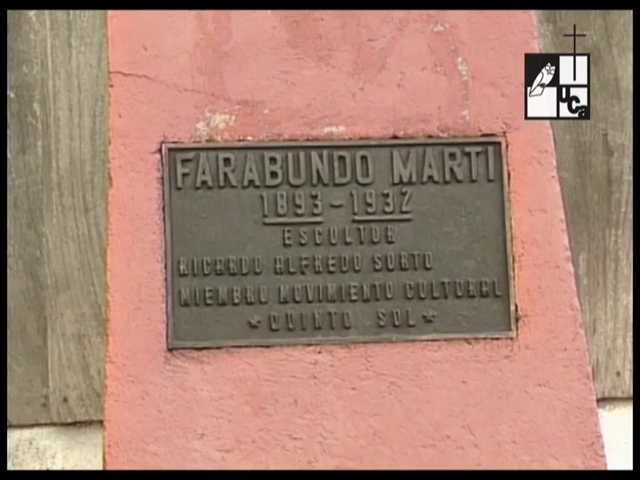 UCa
FARABUNDO MARTI
1893-1932
ESCULTOR
RICARDO ALFREDO SORTO
MIEMBRO MOVIMIENTO CULTURAL
★QUINTO SOL★